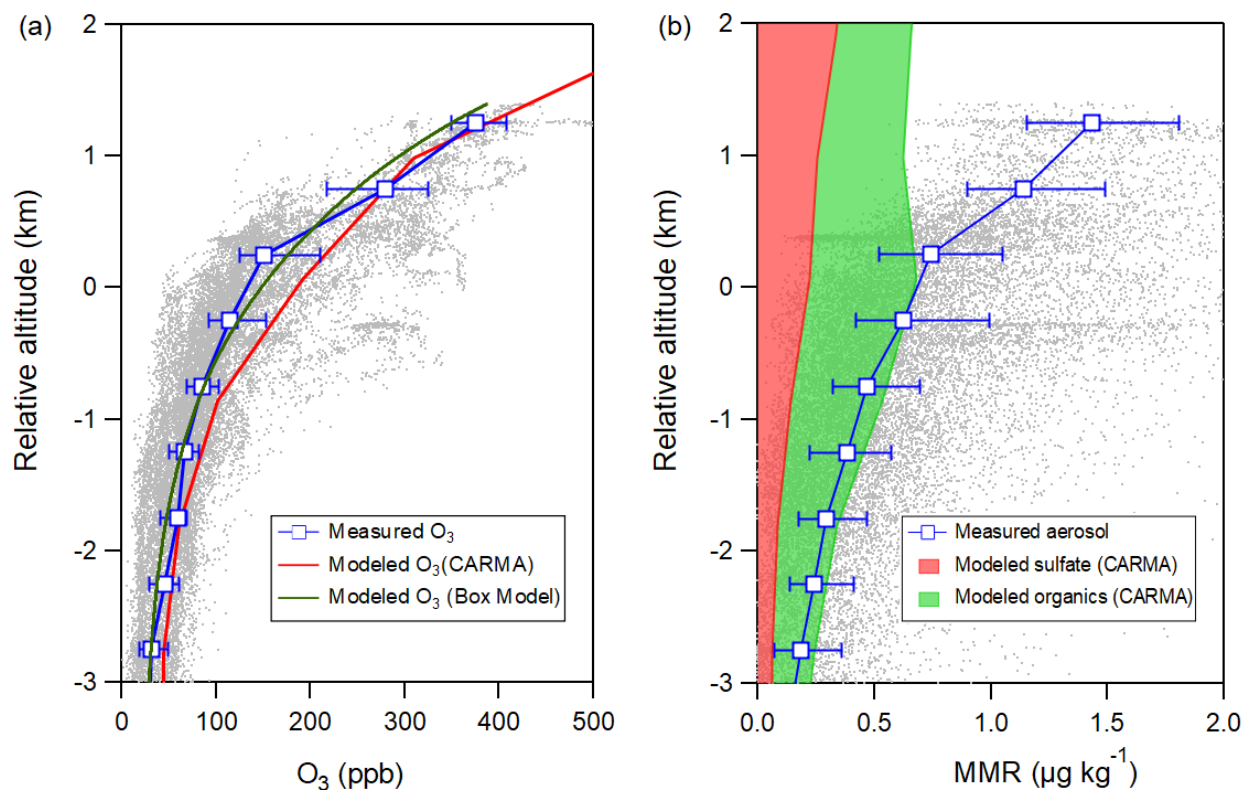 (a)
2
1
0
-1
-2
-3
Relative altitude (km)
Measured O₃
Modeled O₃(CARMA)
Modeled O₃ (Box Model)
0
100
200
300
400
500
O₃ (ppb)
(b)
2
1
0
-1
-2
-3
Relative altitude (km)
Measured aerosol
Modeled sulfate (CARMA)
Modeled organics (CARMA)
0.0
0.5
1.0
1.5
2.0
MMR (µg kg⁻¹)